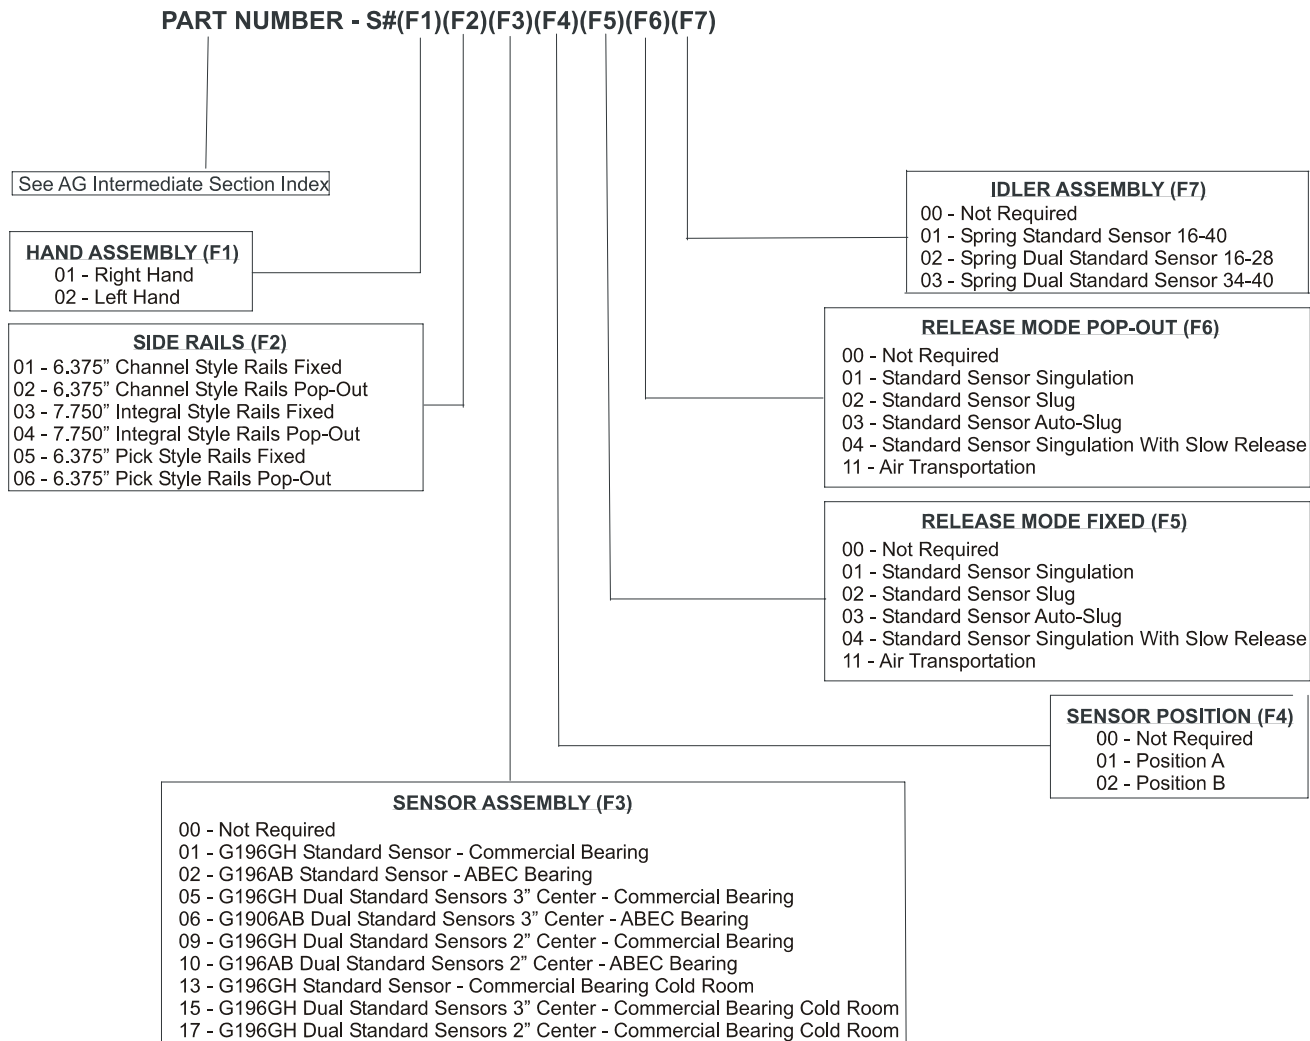 PART NUMBER - S#(F1)(F2)(F3)(F4)(F5)(F6)(F7)
See AG Intermediate Section Index
HAND ASSEMBLY (F1)
01 - Right Hand
02 - Left Hand
SIDE RAILS (F2)
01 - 6.375" Channel Style Rails Fixed
02 - 6.375" Channel Style Rails Pop-Out
03 - 7.750" Integral Style Rails Fixed
04 - 7.750" Integral Style Rails Pop-Out
05 - 6.375" Pick Style Rails Fixed
06 - 6.375" Pick Style Rails Pop-Out
IDLER ASSEMBLY (F7)
00 - Not Required
01 - Spring Standard Sensor 16-40
02 - Spring Dual Standard Sensor 16-28
03 - Spring Dual Standard Sensor 34-40
RELEASE MODE POP-OUT (F6)
00 - Not Required
01 - Standard Sensor Singulation
02 - Standard Sensor Slug
03 - Standard Sensor Auto-Slug
04 - Standard Sensor Singulation With Slow Release
11 - Air Transportation
RELEASE MODE FIXED (F5)
00 - Not Required
01 - Standard Sensor Singulation
02 - Standard Sensor Slug
03 - Standard Sensor Auto-Slug
04 - Standard Sensor Singulation With Slow Release
11 - Air Transportation
SENSOR POSITION (F4)
00 - Not Required
01 - Position A
02 - Position B
SENSOR ASSEMBLY (F3)
00 - Not Required
01 - G196GH Standard Sensor - Commercial Bearing
02 - G196AB Standard Sensor - ABEC Bearing
05 - G196GH Dual Standard Sensors 3" Center - Commercial Bearing
06 - G1906AB Dual Standard Sensors 3" Center - ABEC Bearing
09 - G196GH Dual Standard Sensors 2" Center - Commercial Bearing
10 - G196AB Dual Standard Sensors 2" Center - ABEC Bearing
13 - G196GH Standard Sensor - Commercial Bearing Cold Room
15 - G196GH Dual Standard Sensors 3" Center - Commercial Bearing Cold Room
17 - G196GH Dual Standard Sensors 2" Center - Commercial Bearing Cold Room